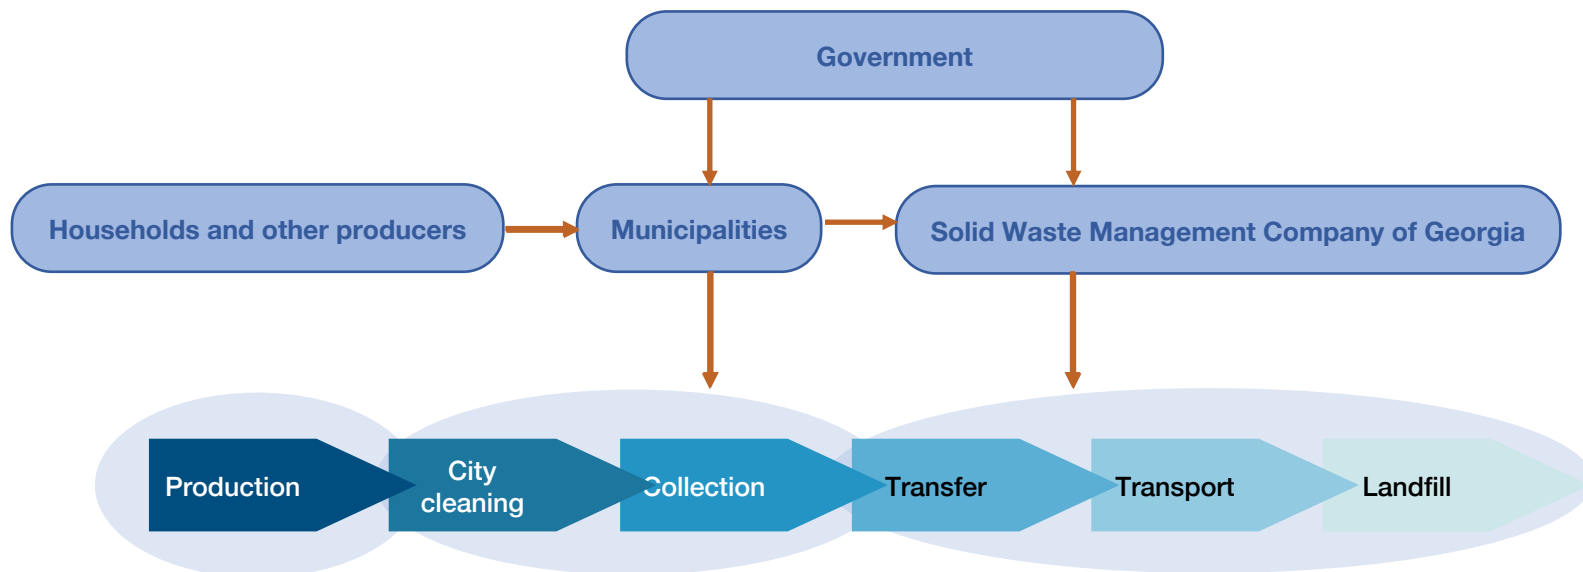 Government
Households and other producers
Municipalities
Solid Waste Management Company of Georgia
Production
City
cleaning
Collection
Transfer
Transport
Landfill